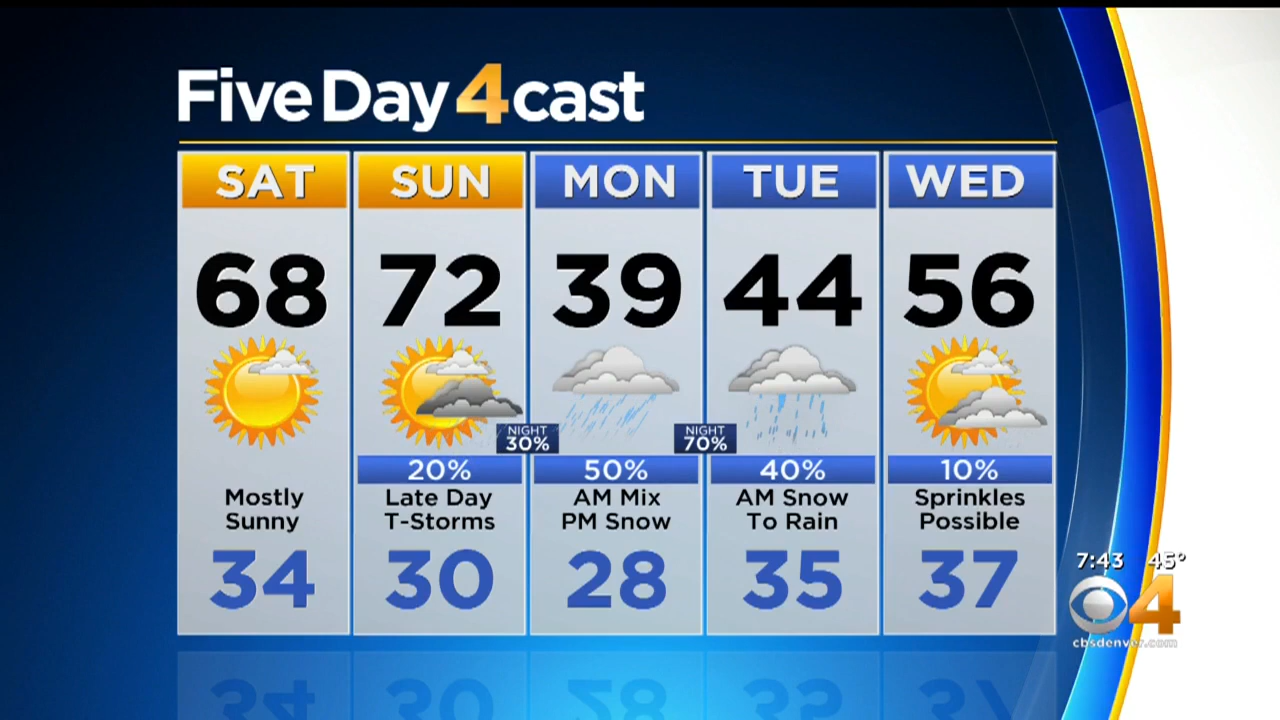 Five Day 4cast
SAT SUN MON TUE WED
68 72 39 44 56
NIGHT
30%
NIGHT
70%
20% 50% 40% 10%
Mostly
Sunny
Late Day
T-Storms
AM Mix
PM Snow
AM Snow
To Rain
Sprinkles
Possible
34 30 28 35 37
7:43 45°
4
cbsdenver.com